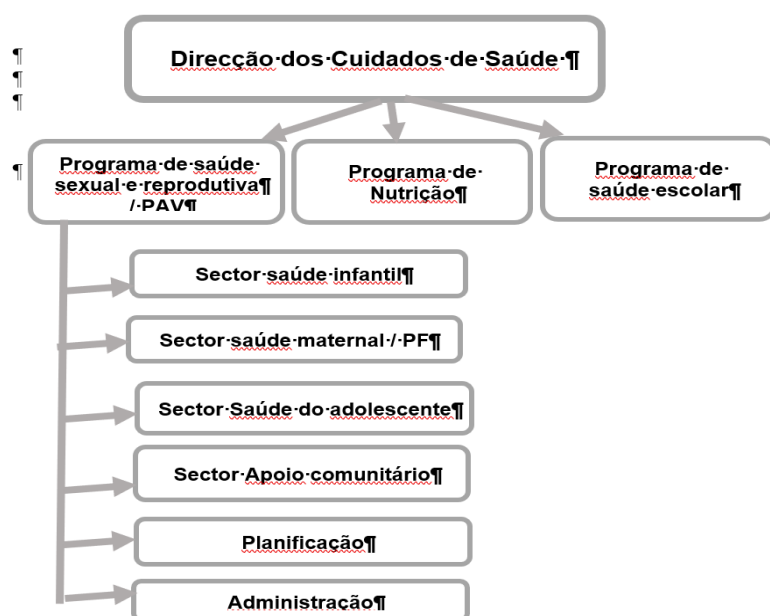 Direcção dos Cuidados de Saúde
Programa de saúde
sexual e reprodutiva
/ PAV
Programa de
Nutrição
Programa de
saúde escolar
Sector saúde infantil
Sector saúde maternal / PF
Sector Saúde do adolescente
Sector Apoio comunitário
Planificação
Administração